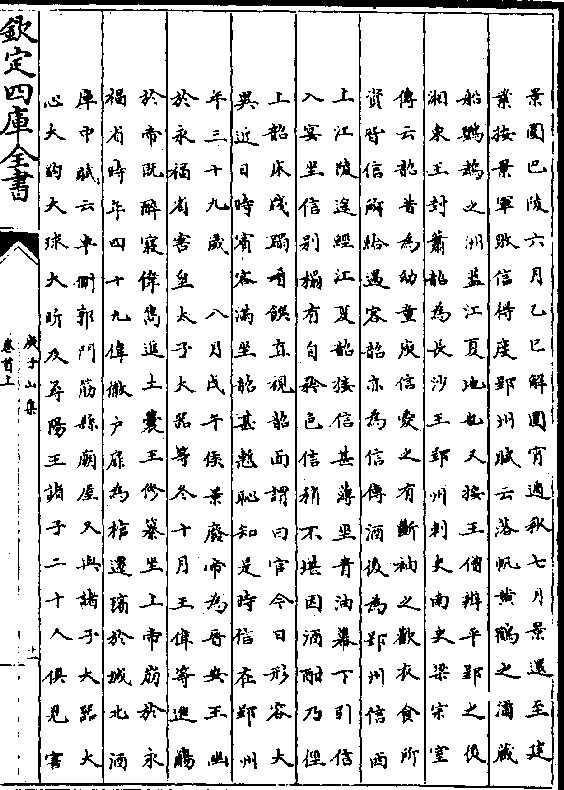 景圍巴陵六月乙巳解圍宵遁秋七月景還至建
業按景軍敗信得度郢州賦云落帆黄鶴之浦藏
船鸚鵡之洲蓋江夏地也又按王僧辨平郢之後
湘東王封蕭韶為長沙王郢州刺史南史梁宗室
傳云韶昔為幼童庾信愛之有斷袖之歡衣食所
資皆信所給遇客韶亦為信傳酒後為郢州信西
上江陵途經江夏韶接信甚薄坐青油幕下引信
入宴坐信别榻有自矜色信稍不堪因酒酣乃徑
上韶床踐蹋肴饌直視韶面謂曰官今日形容大
異近日時賓客滿坐韶甚慙恥知是時信在郢州
年三十九歲　八月戊午侯景廢帝為晉安王幽
於永福省害皇太子大器等冬十月王偉等進觴
於帝既醉寢偉雋進土囊王修纂坐上帝崩於永
福省時年四十九偉撤户扉為棺遷殯於城北酒
庫中賦云車側郭門筋懸廟屋又與諸子大器大
心大鈞大球大昕及尋陽王諸子二十人俱見害
欽定四庫全書
庾子山集
卷首上